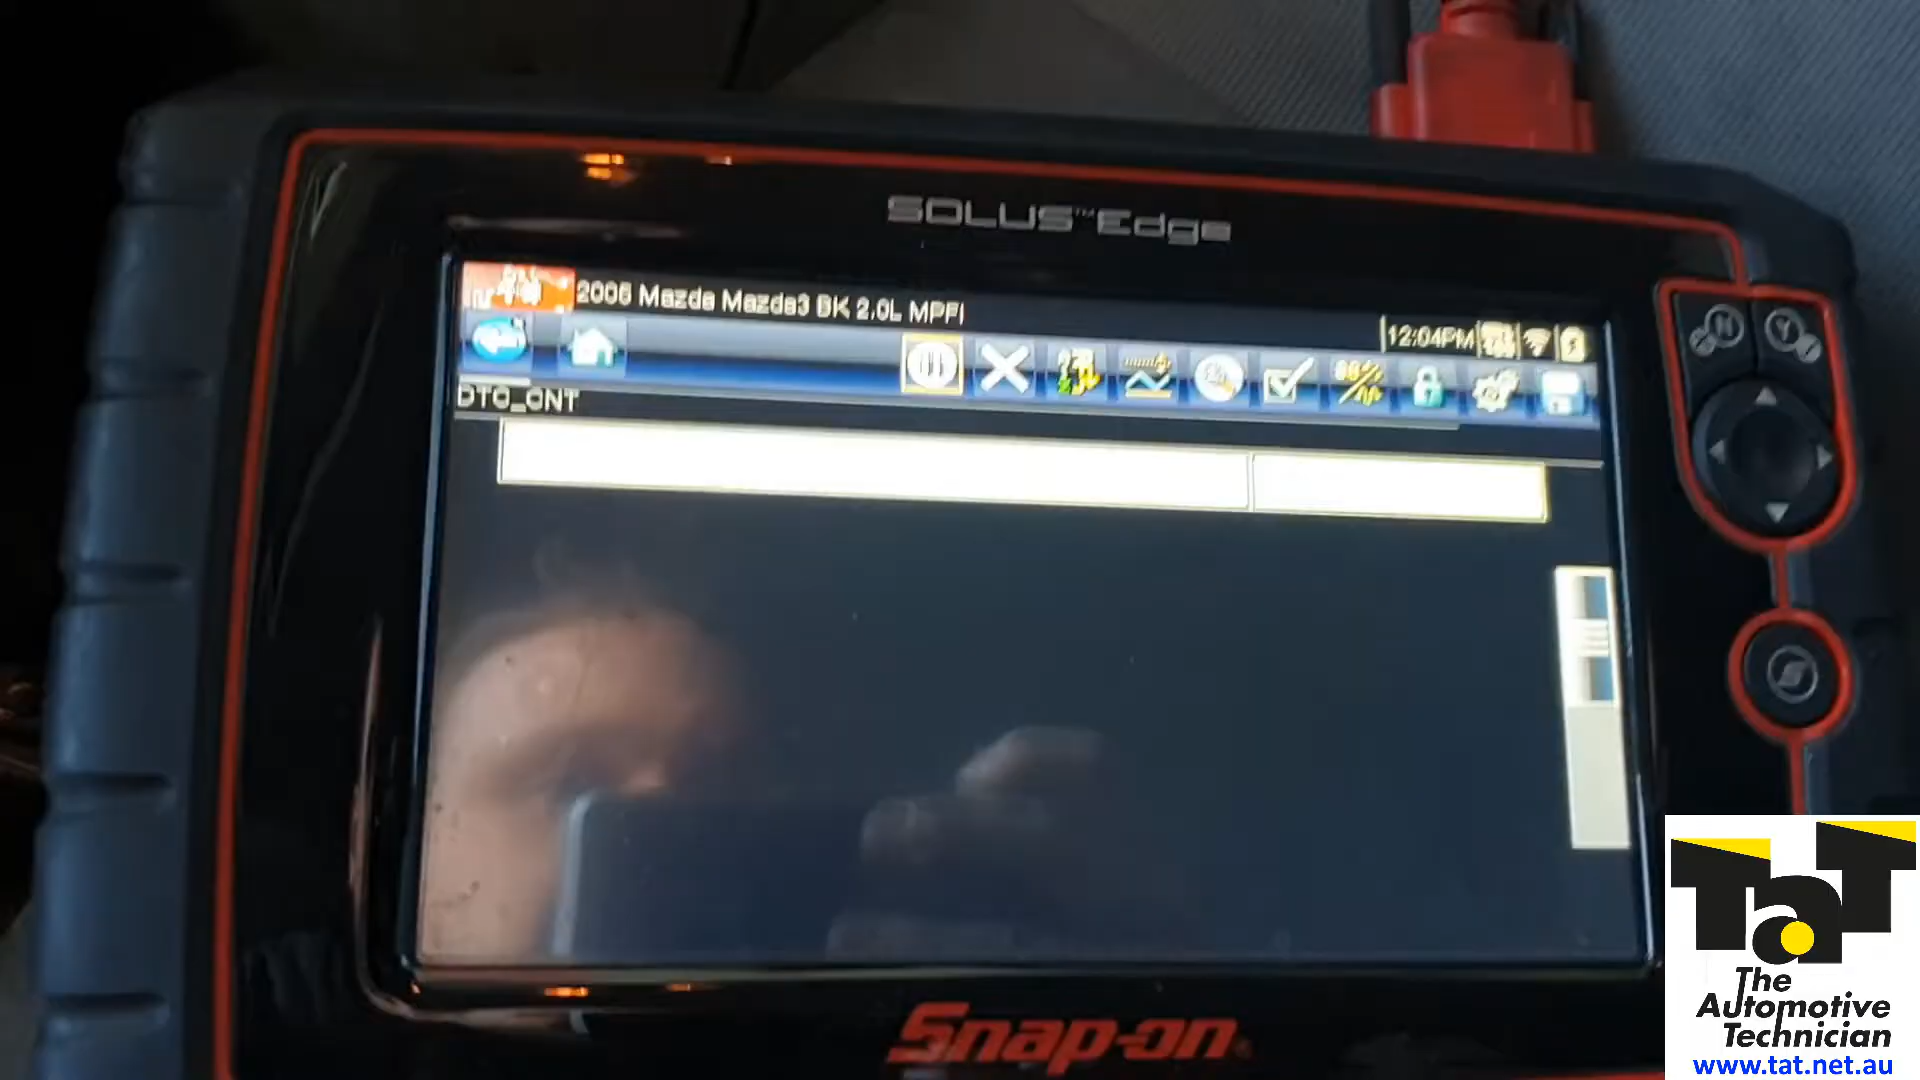 SOLUS™ Edge
2006 Mazda Mazda3 BK 2.0L MPFI
12:04PM
DTC_CNT
N
Y
Snap-on
TaT
The
Automotive
Technician
www.tat.net.au